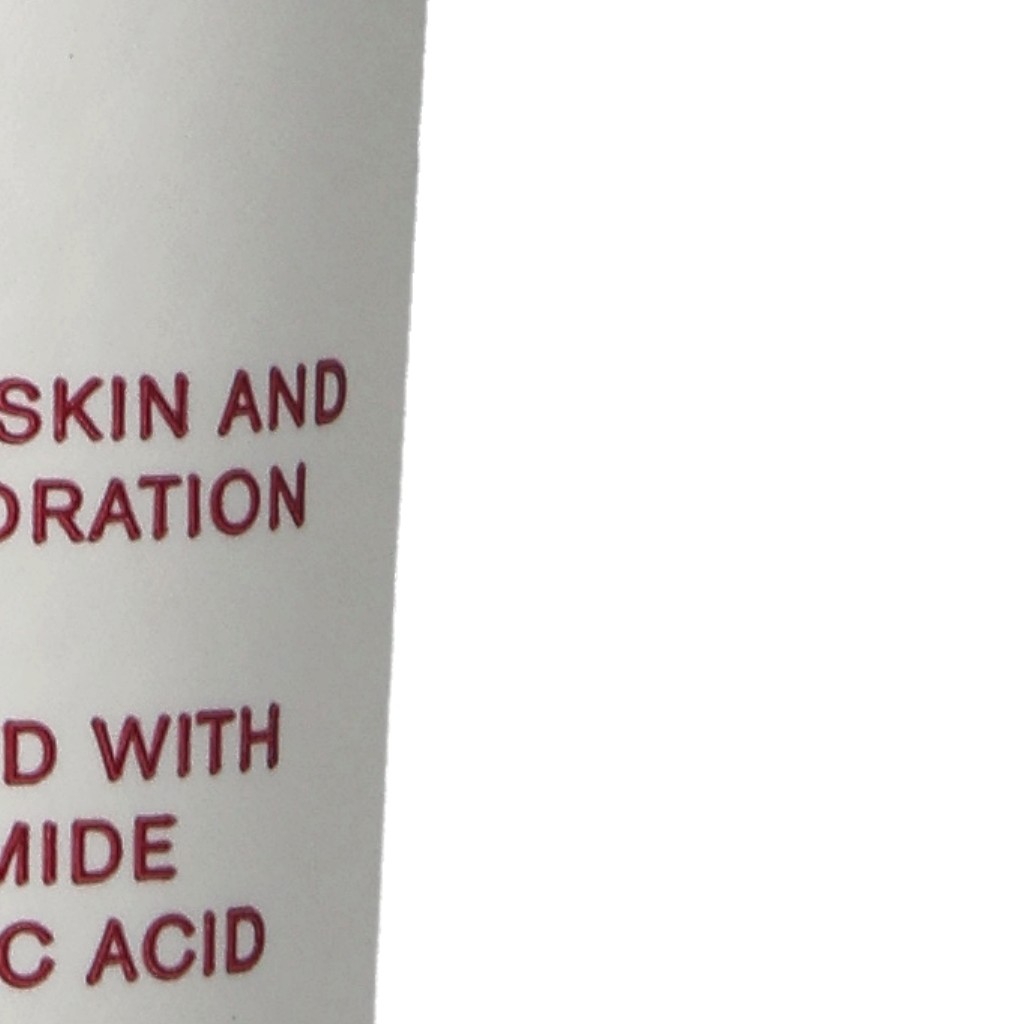 SKIN AND
DRATION
D WITH
MIDE
C ACID